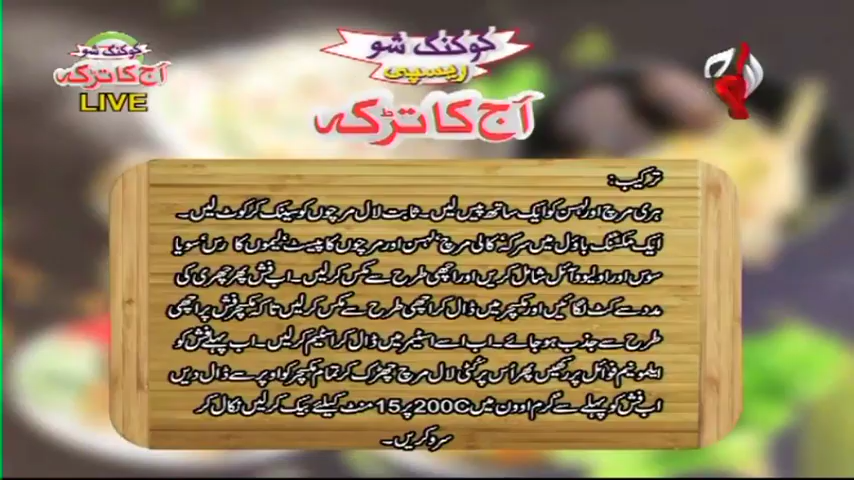 کوکنگ شو
آج کا تڑکہ
LIVE
کوکنگ شو
ریسپی
آج کا تڑکہ
ترکیب:
ہری مرچ اور لہسن کو ایک ساتھ پیس لیں۔ ثابت لال مرچوں کو سینک کر کوٹ لیں۔
ایک مکسنگ باؤل میں سرکہ، کالی مرچ، لہسن اور مرچوں کا پیسٹ، لیموں کا رس، سویا
سوس اور اولیو آئل شامل کریں اور اچھی طرح سے مکس کر لیں۔ اب فش پر چھری کی
مدد سے کٹ لگائیں اور مکسچر میں ڈال کر اچھی طرح سے مکس کر لیں تاکہ مکسچر فش پر اچھی
طرح سے جذب ہو جائے۔ اب اسے اسٹیمر میں ڈال کر اسٹیم کر لیں۔ اب پہلے فش کو
ایلمونیم فوائل پر رکھیں پھر اُس پر کُٹی لال مرچ چھڑک کر تمام مکسچر کو اوپر سے ڈال دیں
اب فش کو پہلے سے گرم اوون میں 200C پر 15 منٹ کیلئے بیک کر لیں نکال کر
سرو کریں۔